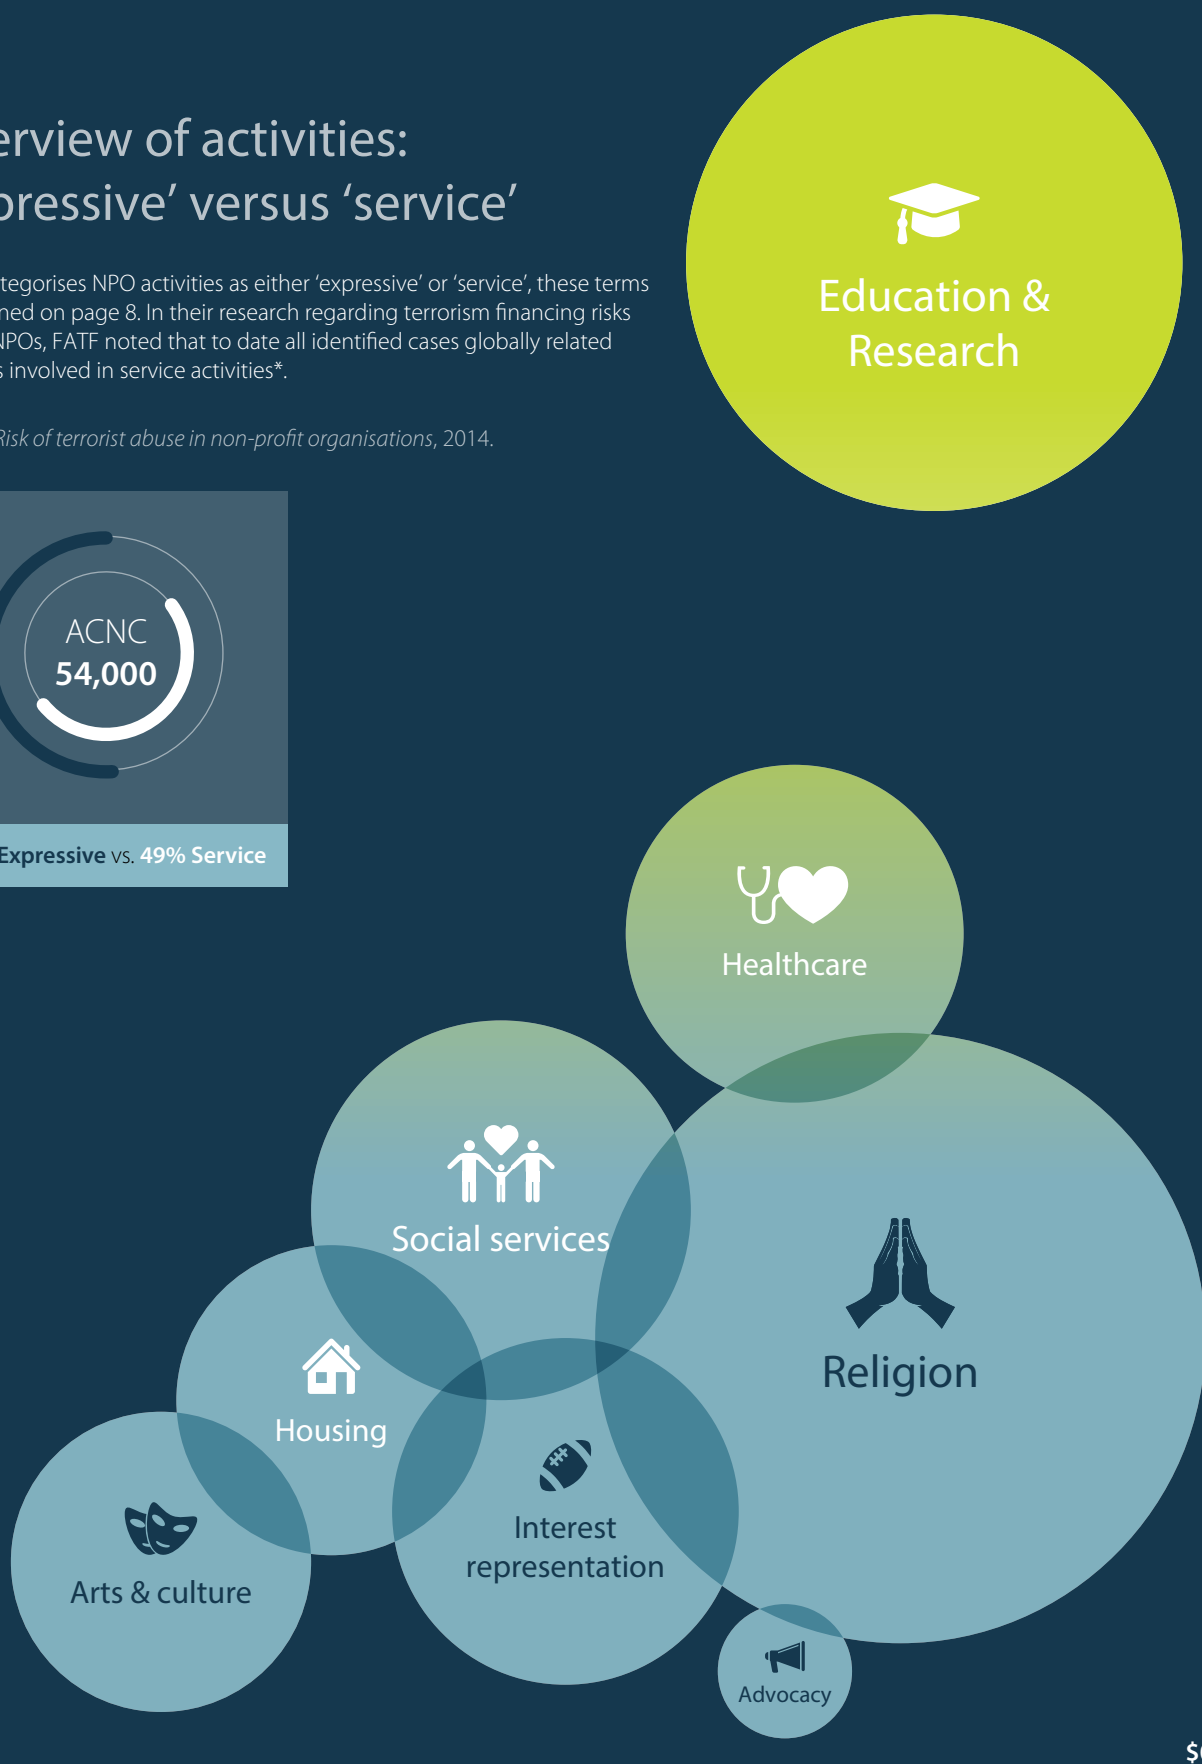 erview of activities:
pressive’ versus ‘service’
tegorises NPO activities as either ‘expressive’ or ‘service’, these terms
ned on page 8. In their research regarding terrorism financing risks
NPOs, FATF noted that to date all identified cases globally related
s involved in service activities*.
Risk of terrorist abuse in non-profit organisations, 2014.
Education &
Research
ACNC
54,000
Expressive vs. 49% Service
Healthcare
Social services
Religion
Housing
Interest
representation
Arts & culture
Advocacy